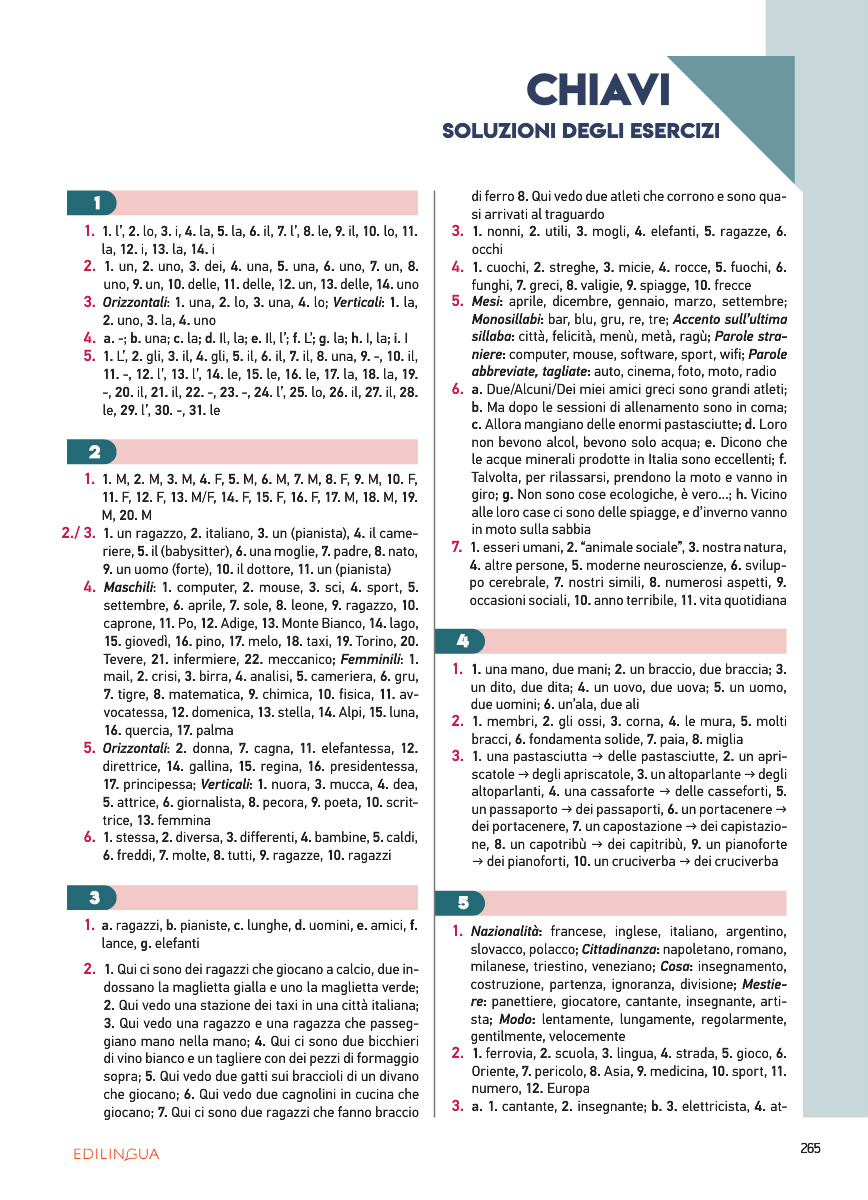 CHIAVI
SOLUZIONI DEGLI ESERCIZI
1
1. 1. l’, 2. lo, 3. i, 4. la, 5. la, 6. il, 7. l’, 8. le, 9. il, 10. lo, 11.
la, 12. i, 13. la, 14. i
2. 1. un, 2. uno, 3. dei, 4. una, 5. una, 6. uno, 7. un, 8.
uno, 9. un, 10. delle, 11. delle, 12. un, 13. delle, 14. uno
3. Orizzontali: 1. una, 2. lo, 3. una, 4. lo; Verticali: 1. la,
2. uno, 3. la, 4. uno
4. a. -; b. una; c. la; d. Il, la; e. Il, l’; f. L’; g. la; h. I, la; i. I
5. 1. L’, 2. gli, 3. il, 4. gli, 5. il, 6. il, 7. il, 8. una, 9. -, 10. il,
11. -, 12. l’, 13. l’, 14. le, 15. le, 16. le, 17. la, 18. la, 19.
-, 20. il, 21. il, 22. -, 23. -, 24. l’, 25. lo, 26. il, 27. il, 28.
le, 29. l’, 30. -, 31. le
2
1. 1. M, 2. M, 3. M, 4. F, 5. M, 6. M, 7. M, 8. F, 9. M, 10. F,
11. F, 12. F, 13. M/F, 14. F, 15. F, 16. F, 17. M, 18. M, 19.
M, 20. M
2./ 3. 1. un ragazzo, 2. italiano, 3. un (pianista), 4. il came-
riere, 5. il (babysitter), 6. una moglie, 7. padre, 8. nato,
9. un uomo (forte), 10. il dottore, 11. un (pianista)
4. Maschili: 1. computer, 2. mouse, 3. sci, 4. sport, 5.
settembre, 6. aprile, 7. sole, 8. leone, 9. ragazzo, 10.
caprone, 11. Po, 12. Adige, 13. Monte Bianco, 14. lago,
15. giovedì, 16. pino, 17. melo, 18. taxi, 19. Torino, 20.
Tevere, 21. infermiere, 22. meccanico; Femminili: 1.
mail, 2. crisi, 3. birra, 4. analisi, 5. cameriera, 6. gru,
7. tigre, 8. matematica, 9. chimica, 10. fisica, 11. av-
vocatessa, 12. domenica, 13. stella, 14. Alpi, 15. luna,
16. quercia, 17. palma
5. Orizzontali: 2. donna, 7. cagna, 11. elefantessa, 12.
direttrice, 14. gallina, 15. regina, 16. presidentessa,
17. principessa; Verticali: 1. nuora, 3. mucca, 4. dea,
5. attrice, 6. giornalista, 8. pecora, 9. poeta, 10. scrit-
trice, 13. femmina
6. 1. stessa, 2. diversa, 3. differenti, 4. bambine, 5. caldi,
6. freddi, 7. molte, 8. tutti, 9. ragazze, 10. ragazzi
3
1. a. ragazzi, b. pianiste, c. lunghe, d. uomini, e. amici, f.
lance, g. elefanti
2. 1. Qui ci sono dei ragazzi che giocano a calcio, due in-
dossano la maglietta gialla e uno la maglietta verde;
2. Qui vedo una stazione dei taxi in una città italiana;
3. Qui vedo una ragazzo e una ragazza che passeg-
giano mano nella mano; 4. Qui ci sono due bicchieri
di vino bianco e un tagliere con dei pezzi di formaggio
sopra; 5. Qui vedo due gatti sui braccioli di un divano
che giocano; 6. Qui vedo due cagnolini in cucina che
giocano; 7. Qui ci sono due ragazzi che fanno braccio
di ferro 8. Qui vedo due atleti che corrono e sono qua-
si arrivati al traguardo
3. 1. nonni, 2. utili, 3. mogli, 4. elefanti, 5. ragazze, 6.
occhi
4. 1. cuochi, 2. streghe, 3. micie, 4. rocce, 5. fuochi, 6.
funghi, 7. greci, 8. valigie, 9. spiagge, 10. frecce
5. Mesi: aprile, dicembre, gennaio, marzo, settembre;
Monosillabi: bar, blu, gru, re, tre; Accento sull’ultima
sillaba: città, felicità, menù, metà, ragù; Parole stra-
niere: computer, mouse, software, sport, wifi; Parole
abbreviate, tagliate: auto, cinema, foto, moto, radio
6. a. Due/Alcuni/Dei miei amici greci sono grandi atleti;
b. Ma dopo le sessioni di allenamento sono in coma;
c. Allora mangiano delle enormi pastasciutte; d. Loro
non bevono alcol, bevono solo acqua; e. Dicono che
le acque minerali prodotte in Italia sono eccellenti; f.
Talvolta, per rilassarsi, prendono la moto e vanno in
giro; g. Non sono cose ecologiche, è vero...; h. Vicino
alle loro case ci sono delle spiagge, e d’inverno vanno
in moto sulla sabbia
7. 1. esseri umani, 2. “animale sociale”, 3. nostra natura,
4. altre persone, 5. moderne neuroscienze, 6. svilup-
po cerebrale, 7. nostri simili, 8. numerosi aspetti, 9.
occasioni sociali, 10. anno terribile, 11. vita quotidiana
4
1. 1. una mano, due mani; 2. un braccio, due braccia; 3.
un dito, due dita; 4. un uovo, due uova; 5. un uomo,
due uomini; 6. un’ala, due ali
2. 1. membri, 2. gli ossi, 3. corna, 4. le mura, 5. molti
bracci, 6. fondamenta solide, 7. paia, 8. miglia
3. 1. una pastasciutta → delle pastasciutte, 2. un apri-
scatole → degli apriscatole, 3. un altoparlante → degli
altoparlanti, 4. una cassaforte → delle casseforti, 5.
un passaporto → dei passaporti, 6. un portacenere →
dei portacenere, 7. un capostazione → dei capistazio-
ne, 8. un capotribù → dei capitribù, 9. un pianoforte
→ dei pianoforti, 10. un cruciverba → dei cruciverba
5
1. Nazionalità: francese, inglese, italiano, argentino,
slovacco, polacco; Cittadinanza: napoletano, romano,
milanese, triestino, veneziano; Cosa: insegnamento,
costruzione, partenza, ignoranza, divisione; Mestie-
re: panettiere, giocatore, cantante, insegnante, arti-
sta; Modo: lentamente, lungamente, regolarmente,
gentilmente, velocemente
2. 1. ferrovia, 2. scuola, 3. lingua, 4. strada, 5. gioco, 6.
Oriente, 7. pericolo, 8. Asia, 9. medicina, 10. sport, 11.
numero, 12. Europa
3. a. 1. cantante, 2. insegnante; b. 3. elettricista, 4. at-
EDILINGUA
265